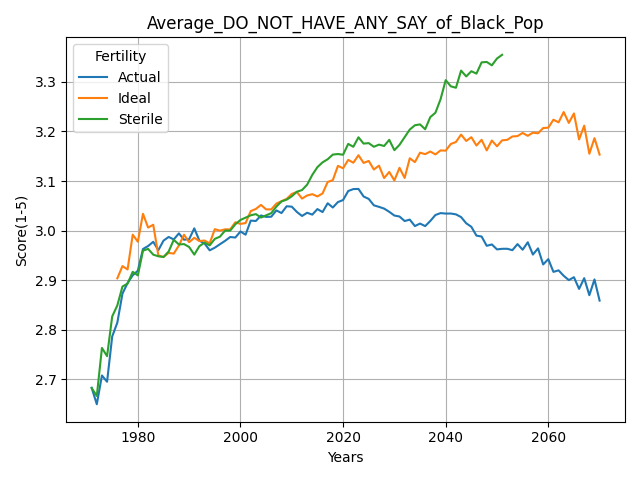 Average_DO_NOT_HAVE_ANY_SAY_of_Black_Pop
Fertility
Actual
Ideal
Sterile
Score(1-5)
3.3
3.2
3.1
3.0
2.9
2.8
2.7
1980 2000 2020 2040 2060
Years